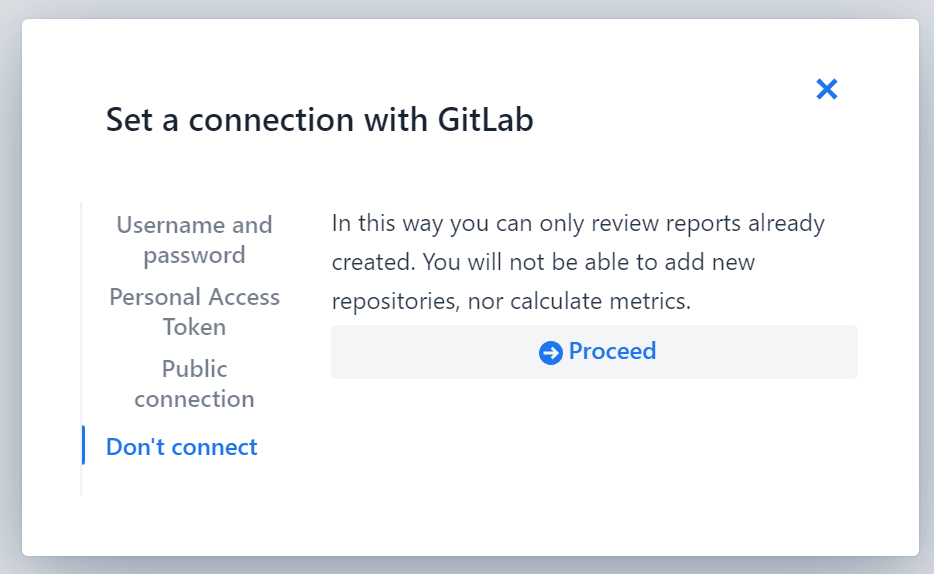 Set a connection with GitLab
Username and
password
Personal Access
Token
Public
connection
Don't connect
In this way you can only review reports already
created. You will not be able to add new
repositories, nor calculate metrics.
Proceed